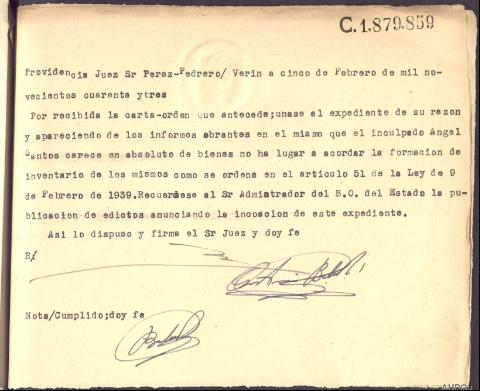 C.1.879.859
Providencia Juez Sr Perez-Pedrero/ Verin a cinco de Febrero de mil no-
vecientos cuarenta ytres
Por recibida la carta-orden que antecede;unase al expediente de su razon
y apareciendo de los informes obrantes en el mismo que el inculpado Angel
Santos carece en absoluto de bienes no ha lugar a acordar la formacion de
inventario de los mismos como se ordena en el articulo 51 de la Ley de 9
de Febrero de 1939.Recuerdese al Sr Admistrador del B.O. del Estado la pu-
blicacion de edictos anunciando la incoacion de este expediente.
Asi lo dispuso y firma el Sr Juez y doy fe
E/
Nota/Cumplido;doy fe